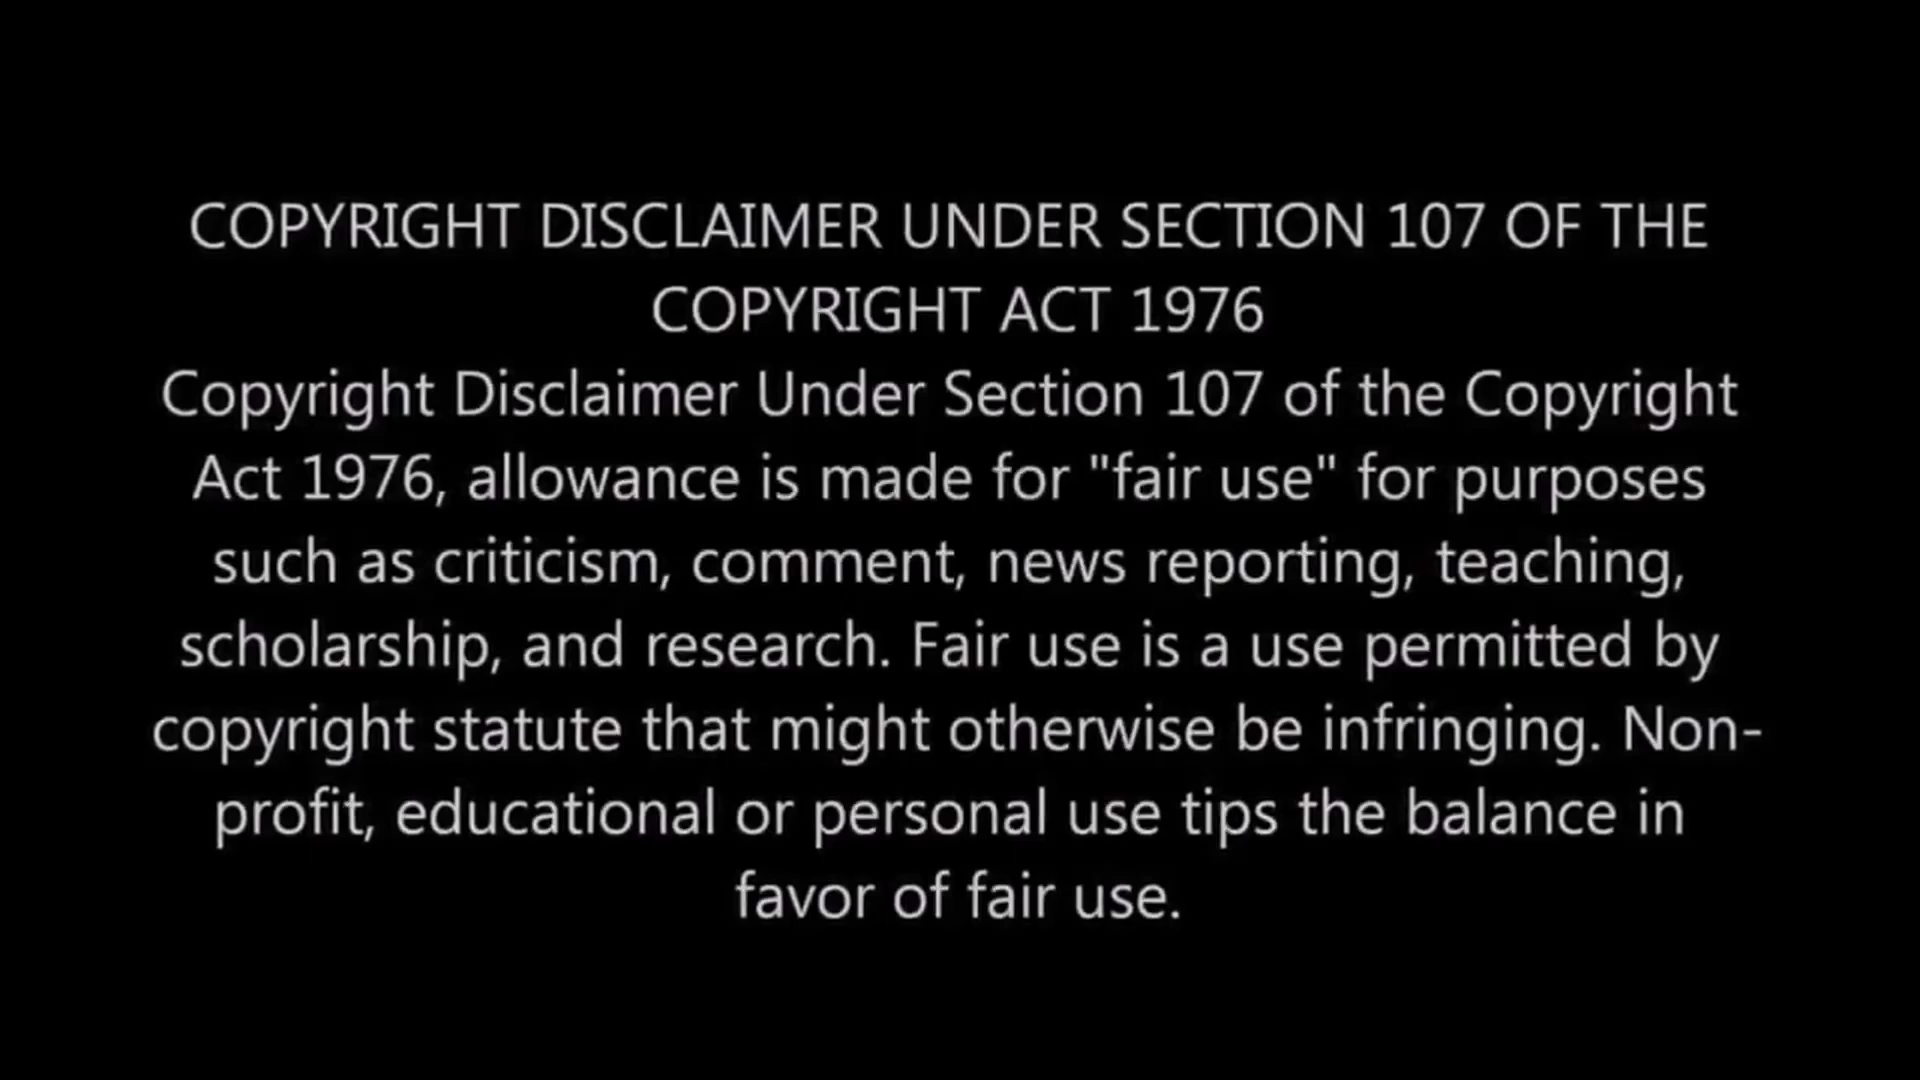 COPYRIGHT DISCLAIMER UNDER SECTION 107 OF THE
COPYRIGHT ACT 1976
Copyright Disclaimer Under Section 107 of the Copyright
Act 1976, allowance is made for "fair use" for purposes
such as criticism, comment, news reporting, teaching,
scholarship, and research. Fair use is a use permitted by
copyright statute that might otherwise be infringing. Non-
profit, educational or personal use tips the balance in
favor of fair use.